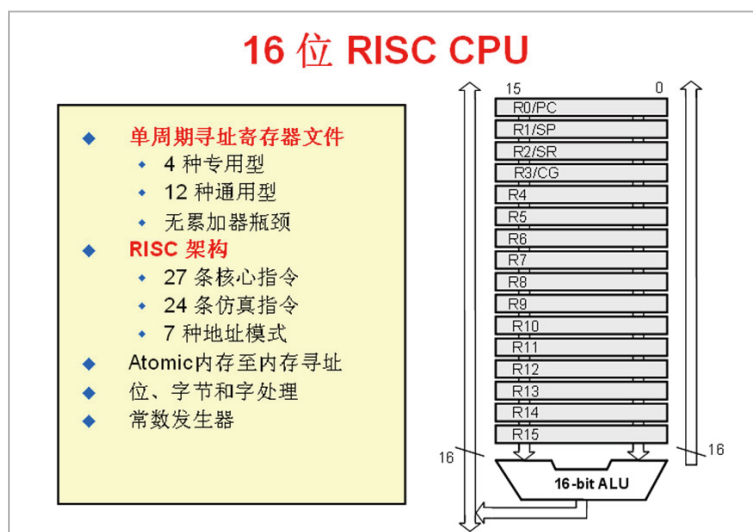 16 位 RISC CPU
单周期寻址寄存器文件
4 种专用型
12 种通用型
无累加器瓶颈
RISC 架构
27 条核心指令
24 条仿真指令
7 种地址模式
Atomic内存至内存寻址
位、字节和字处理
常数发生器
15 0
R0/PC
R1/SP
R2/SR
R3/CG
R4
R5
R6
R7
R8
R9
R10
R11
R12
R13
R14
R15
16 16
16-bit ALU